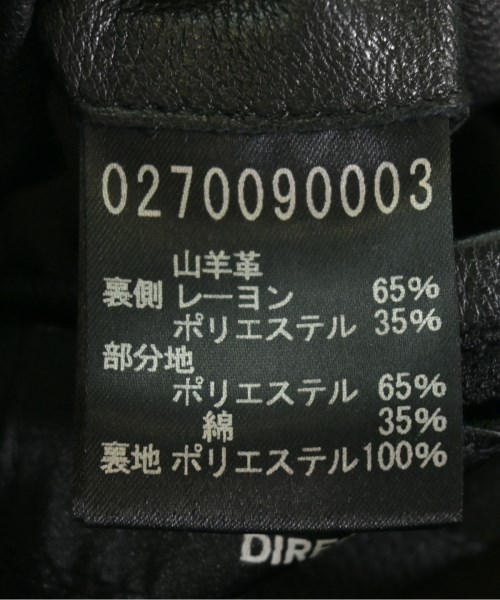 0270090003
山羊革
裏側 レーヨン 65%
ポリエステル 35%
部分地
ポリエステル 65%
綿 35%
裏地 ポリエステル100%